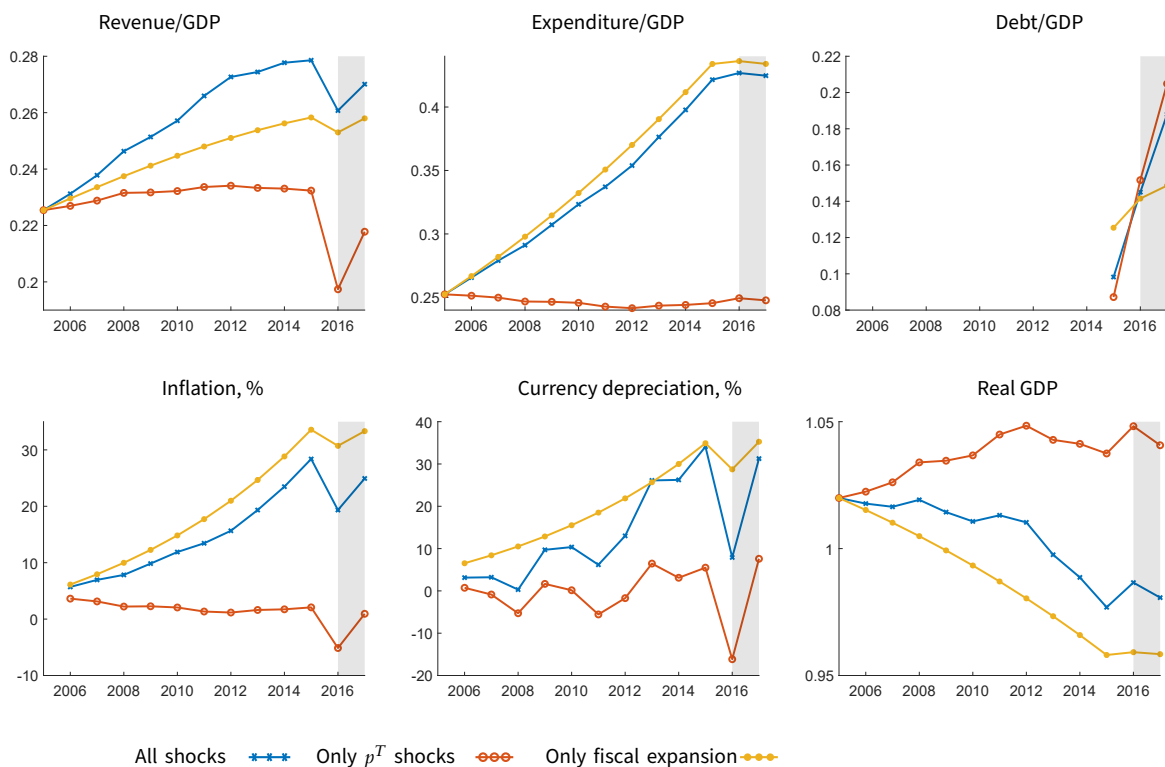 Revenue/GDP Expenditure/GDP Debt/GDP
0.28 0.22
0.26 0.4 0.2
0.18
0.24 0.16
0.3 0.14
0.22 0.12
0.25 0.1
0.2 0.08
2006 2008 2010 2012 2014 2016 2006 2008 2010 2012 2014 2016 2006 2008 2010 2012 2014 2016
Inflation, % Currency depreciation, % Real GDP
40 1.05
30 30
20 20
10 10 1
0 0
-10
-10 -20 0.95
2006 2008 2010 2012 2014 2016 2006 2008 2010 2012 2014 2016 2006 2008 2010 2012 2014 2016
All shocks Only p^T shocks Only fiscal expansion